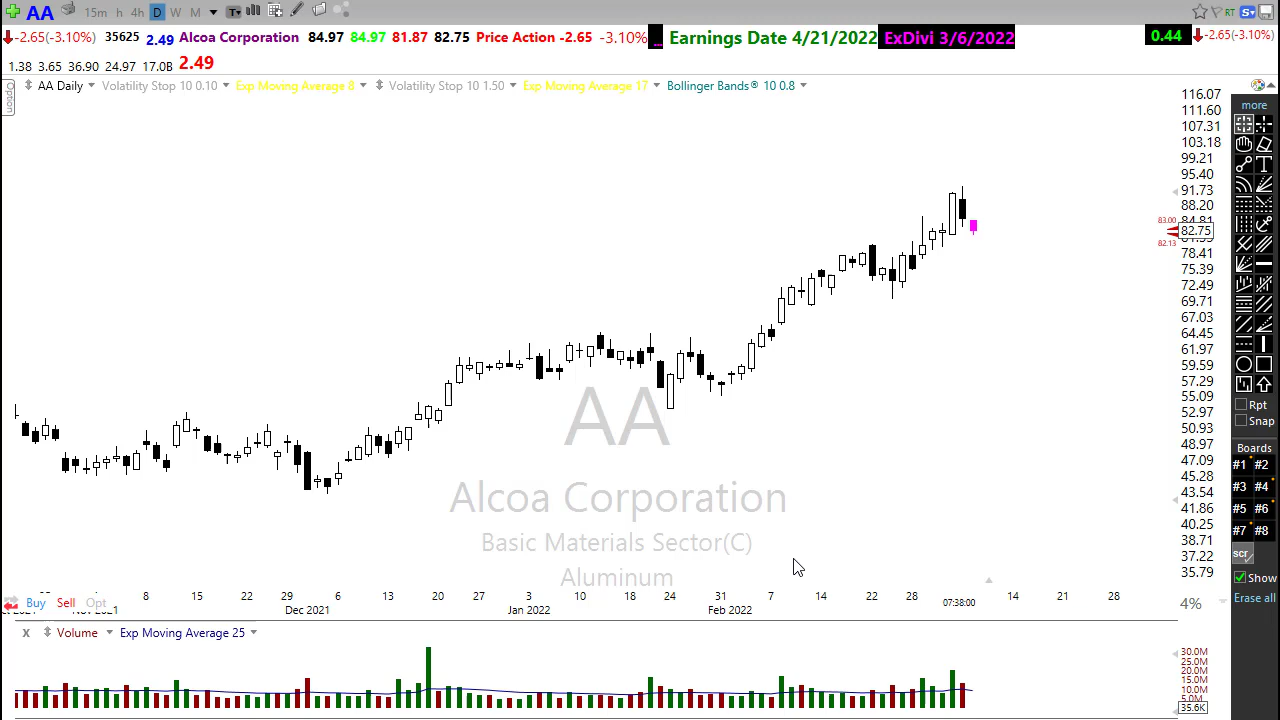 AA 15m h 4h D W M T RT S
-2.65(-3.10%) 35625 2.49 Alcoa Corporation 84.97 84.97 81.87 82.75 Price Action -2.65 -3.10% Earnings Date 4/21/2022 ExDivi 3/6/2022 0.44 -2.65(-3.10%)
1.38 3.65 36.90 24.97 17.0B 2.49
Option AA Daily Volatility Stop 10 0.10 Exp Moving Average 8 Volatility Stop 10 1.50 Exp Moving Average 17 Bollinger Bands® 10 0.8
116.07
111.60
107.31
103.18
99.21
95.40
91.73
88.20
84.81
83.00
82.75
82.13
78.41
75.39
72.49
69.71
67.03
64.45
61.97
59.59
57.29
55.09
52.97
50.93
48.97
47.09
45.28
43.54
41.86
40.25
38.71
37.22
35.79
more
Rpt
Snap
Boards
#1 #2
#3 #4
#5 #6
#7 #8
scr
Show
Erase all
AA
Alcoa Corporation
Basic Materials Sector(C)
Aluminum
8 15 22 29 6 13 20 27 3 10 18 24 31 7 14 22 28 07:38:00 14 21 28
Buy Sell Opt
Dec 2021 Jan 2022 Feb 2022
4%
x Volume Exp Moving Average 25
30.0M
25.0M
20.0M
15.0M
10.0M
5.0M
35.6K